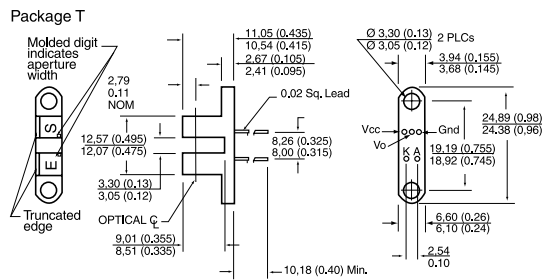 Package T
Molded digit
indicates
aperture
width
S
E
Truncated
edge
11,05 (0.435)
10,54 (0.415)
2,67 (0.105)
2,41 (0.095)
2,79
0.11
NOM
0.02 Sq. Lead
12,57 (0.495)
12,07 (0.475)
8,26 (0.325)
8,00 (0.315)
3,30 (0.13)
3,05 (0.12)
OPTICAL ℄
9,01 (0.355)
8,51 (0.335)
10,18 (0.40) Min.
Ø 3,30 (0.13)
Ø 3,05 (0.12)
2 PLCs
3,94 (0.155)
3,68 (0.145)
Vcc
Vo
Gnd
K A
24,89 (0.98)
24.38 (0,96)
19,19 (0.755)
18,92 (0.745)
6,60 (0.26)
6,10 (0.24)
2,54
0.10